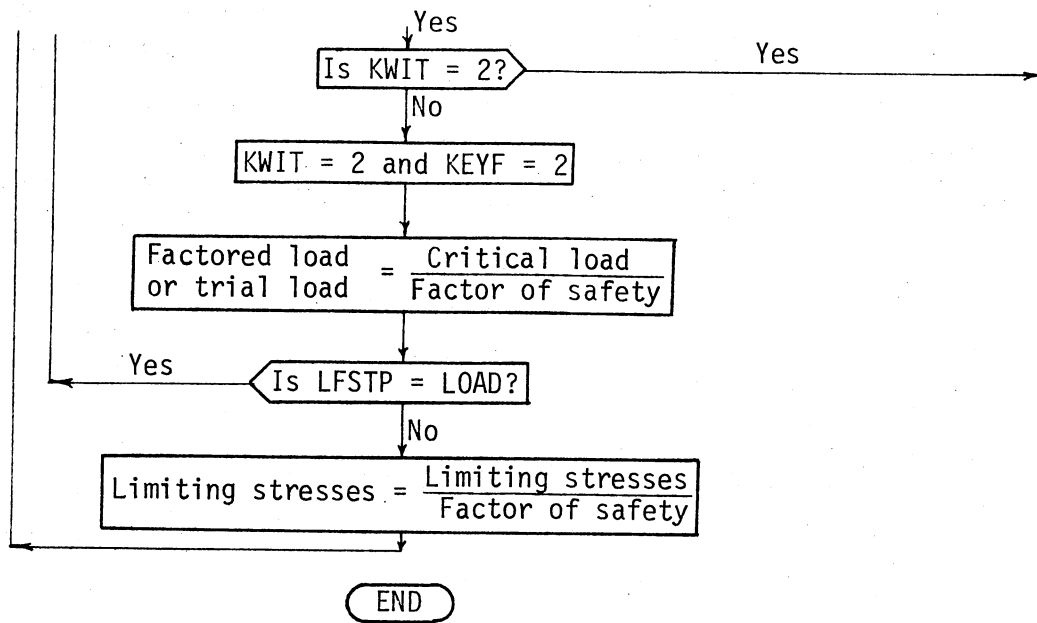 Yes
Is KWIT = 2?
Yes
No
KWIT = 2 and KEYF = 2
Factored load
or trial load = Critical load
Factor of safety
Yes
Is LFSTP = LOAD?
No
Limiting stresses = Limiting stresses
Factor of safety
END